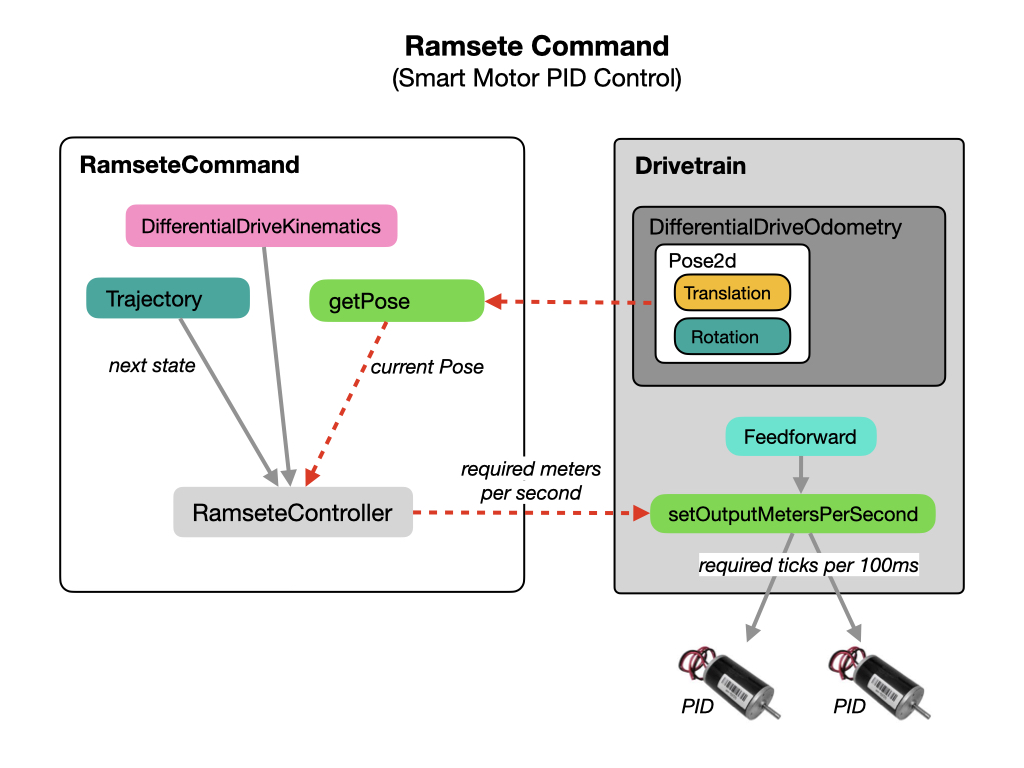 Ramsete Command
(Smart Motor PID Control)
RamseteCommand
DifferentialDriveKinematics
Trajectory
getPose
next state
current Pose
RamseteController
required meters
per second
Drivetrain
DifferentialDriveOdometry
Pose2d
Translation
Rotation
Feedforward
setOutputMetersPerSecond
required ticks per 100ms
PID
PID